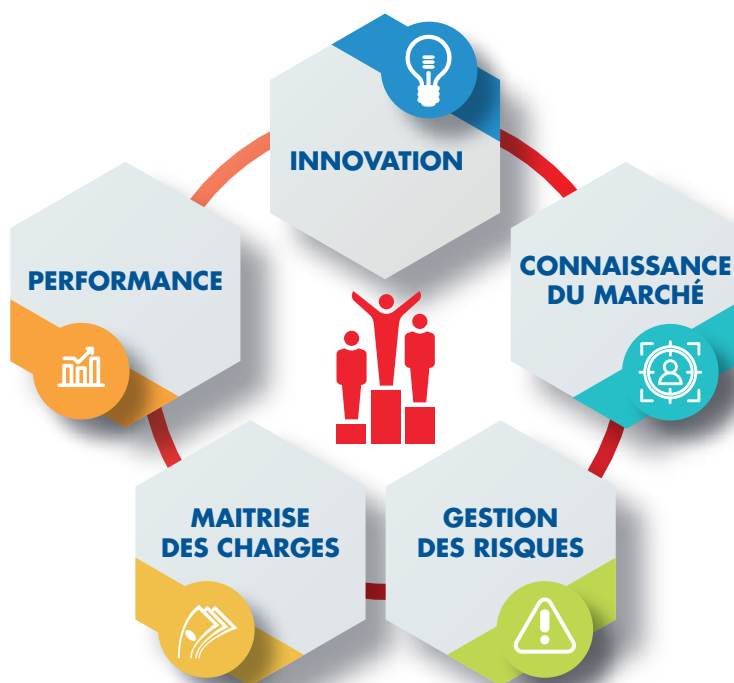 INNOVATION
PERFORMANCE
CONNAISSANCE
DU MARCHÉ
MAITRISE
DES CHARGES
GESTION
DES RISQUES